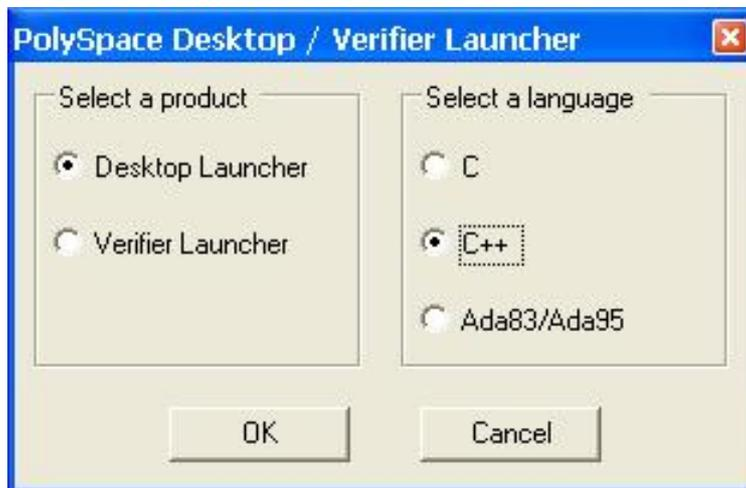 PolySpace Desktop / Verifier Launcher
Select a product
Desktop Launcher
Verifier Launcher
Select a language
C
C++
Ada83/Ada95
OK
Cancel